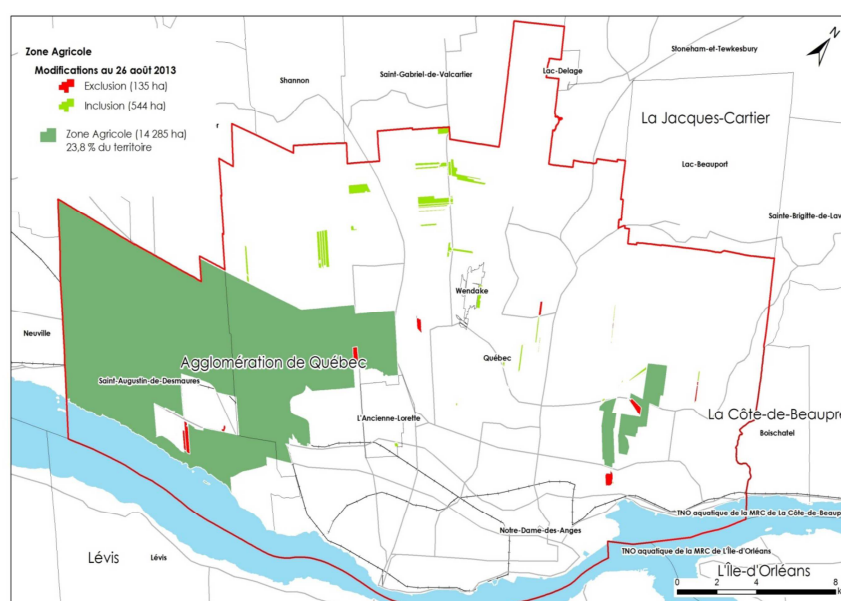 Zone Agricole
Modifications au 26 août 2013
Exclusion (135 ha)
Inclusion (544 ha)
Zone Agricole (14 285 ha)
23,8 % du territoire
N
Stoneham-et-Tewkesbury
Saint-Gabriel-de-Valcartier
Lac-Delage
Shannon
La Jacques-Cartier
Lac-Beauport
Sainte-Brigitte-de-Lav
Wendake
Neuville
Québec
Agglomération de Québec
Saint-Augustin-de-Desmaures
L'Ancienne-Lorette
La Côte-de-Beaupré
Boischatel
TNO aquatique de la MRC de La Côte-de-Beaup
Notre-Dame-des-Anges
TNO aquatique de la MRC de L'Île-d'Orléans
Lévis
Lévis
L'Île-d'Orléans
0 2 4 6 8
k